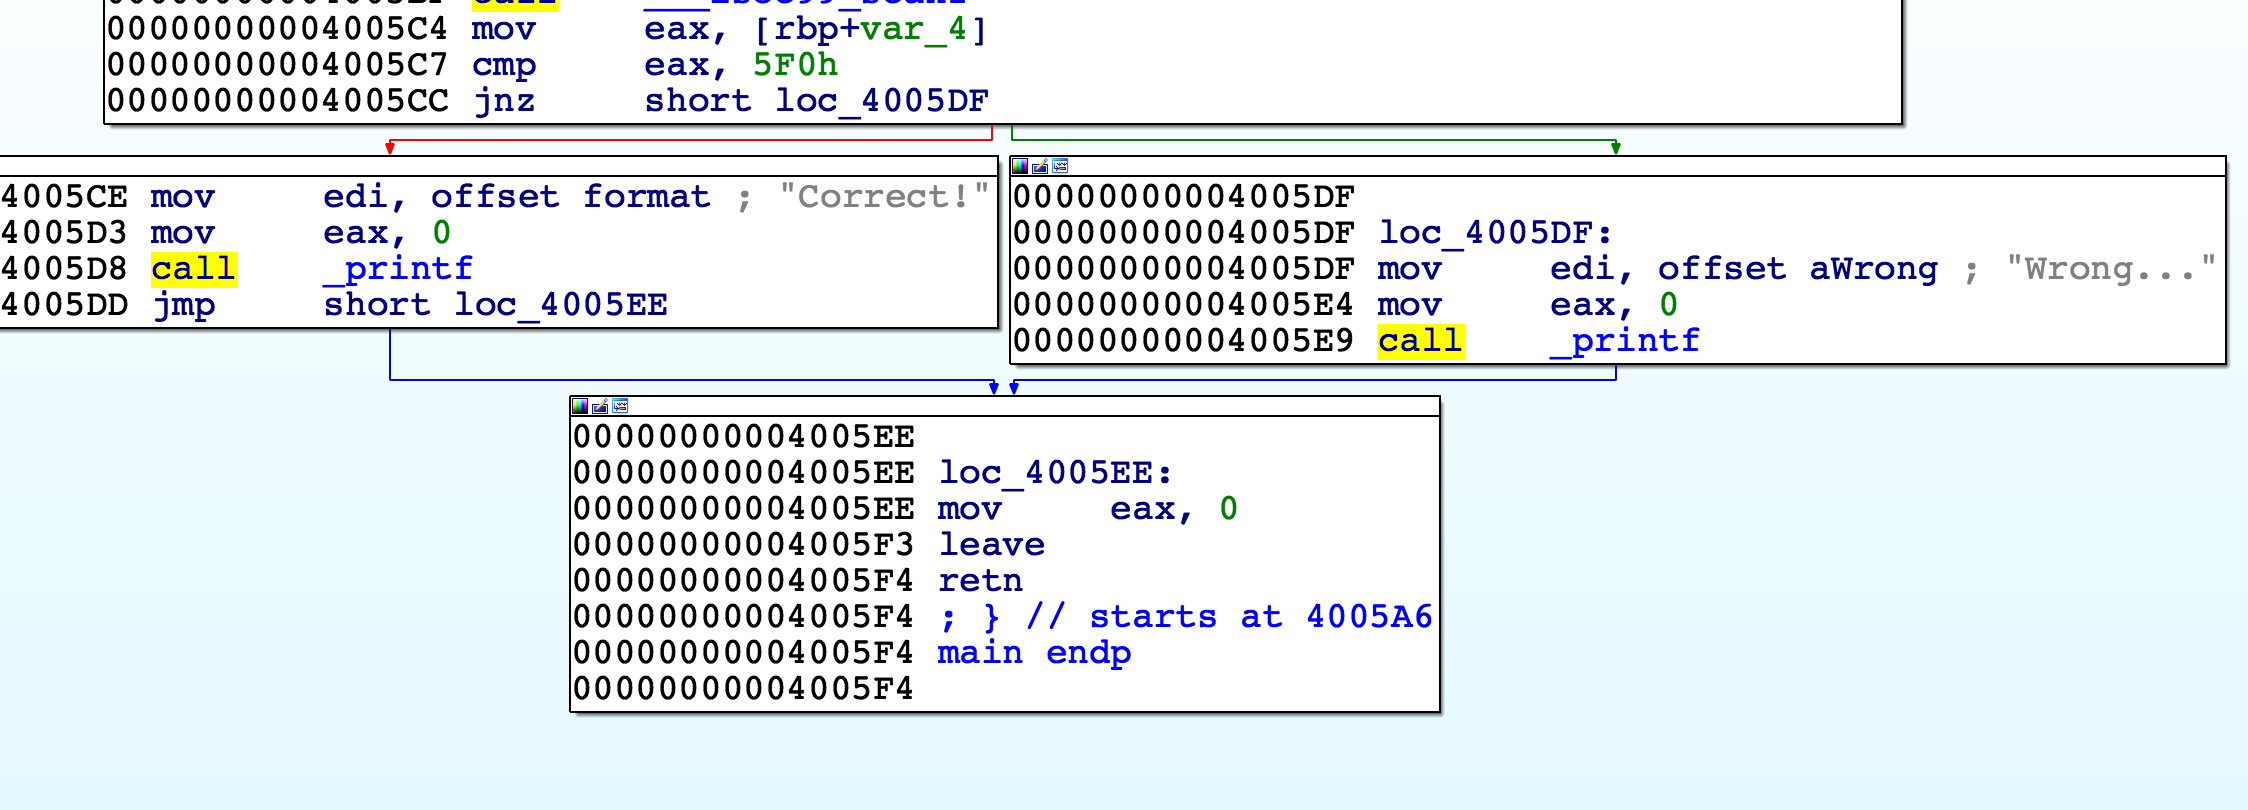 00000000004005C4 mov eax, [rbp+var_4]
00000000004005C7 cmp eax, 5F0h
00000000004005CC jnz short loc_4005DF
4005CE mov edi, offset format ; "Correct!"
4005D3 mov eax, 0
4005D8 call _printf
4005DD jmp short loc_4005EE
00000000004005DF
00000000004005DF loc_4005DF:
00000000004005DF mov edi, offset aWrong ; "Wrong..."
00000000004005E4 mov eax, 0
00000000004005E9 call _printf
00000000004005EE
00000000004005EE loc_4005EE:
00000000004005EE mov eax, 0
00000000004005F3 leave
00000000004005F4 retn
00000000004005F4 ; } // starts at 4005A6
00000000004005F4 main endp
00000000004005F4